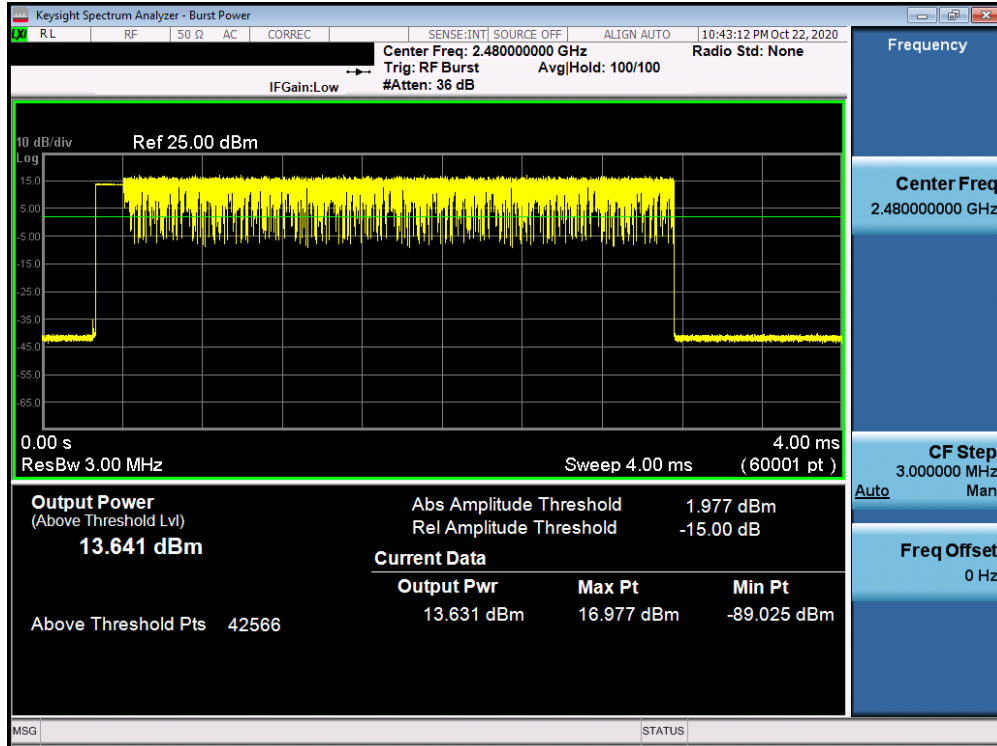 Keysight Spectrum Analyzer - Burst Power
LXI RL RF 50 Ω AC CORREC SENSE:INT SOURCE OFF ALIGN AUTO 10:43:12 PM Oct 22, 2020
Frequency
Center Freq: 2.480000000 GHz Radio Std: None
Trig: RF Burst Avg|Hold: 100/100
IFGain:Low #Atten: 36 dB
10 dB/div Ref 25.00 dBm
Log
15.0
5.00
-5.00
-15.0
-25.0
-35.0
-45.0
-55.0
-65.0
0.00 s 4.00 ms
ResBw 3.00 MHz Sweep 4.00 ms (60001 pt)
Output Power
(Above Threshold Lvl)
13.641 dBm
Above Threshold Pts 42566
Abs Amplitude Threshold 1.977 dBm
Rel Amplitude Threshold -15.00 dB
Current Data
Output Pwr Max Pt Min Pt
13.631 dBm 16.977 dBm -89.025 dBm
Center Freq
2.480000000 GHz
CF Step
3.000000 MHz
Auto Man
Freq Offset
0 Hz
MSG STATUS